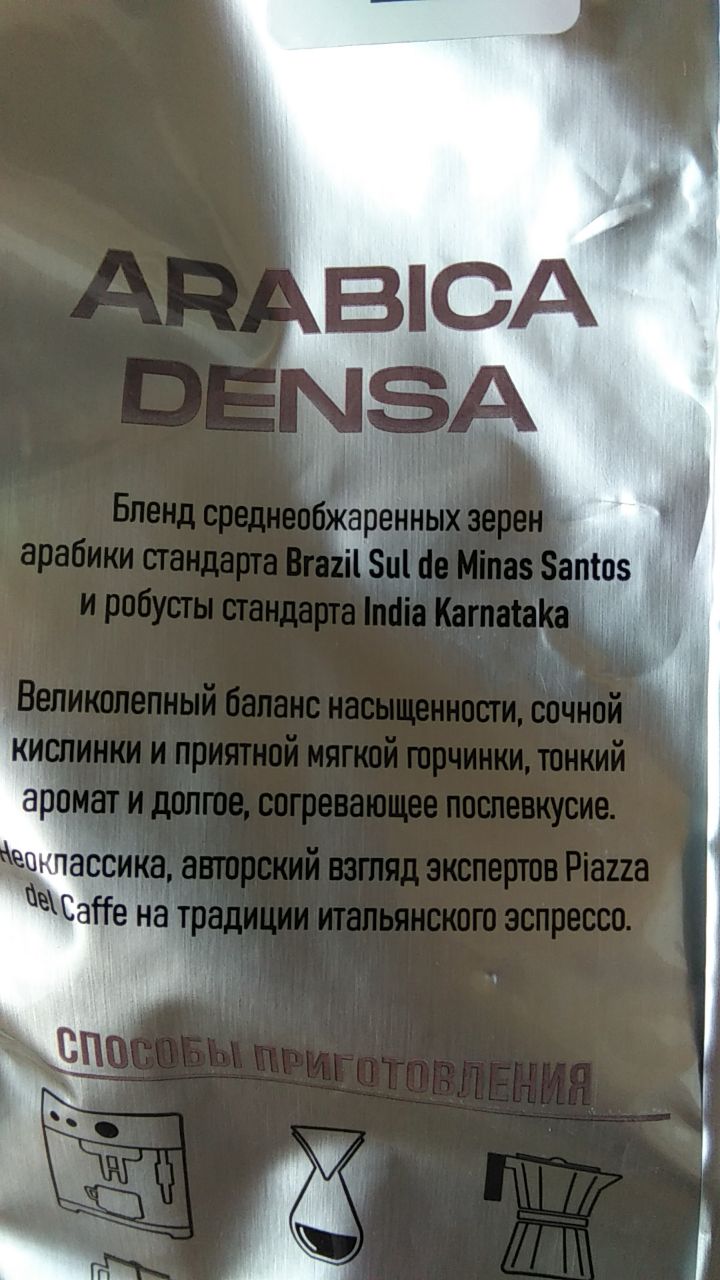 ARABICA
DENSA
Бленд среднеобжаренных зерен
арабики стандарта Brazil Sul de Minas Santos
и робусты стандарта India Karnataka
Великолепный баланс насыщенности, сочной
кислинки и приятной мягкой горчинки, тонкий
аромат и долгое, согревающее послевкусие.
Неоклассика, авторский взгляд экспертов Piazza
del Caffe на традиции итальянского эспрессо.
СПОСОБЫ ПРИГОТОВЛЕНИЯ